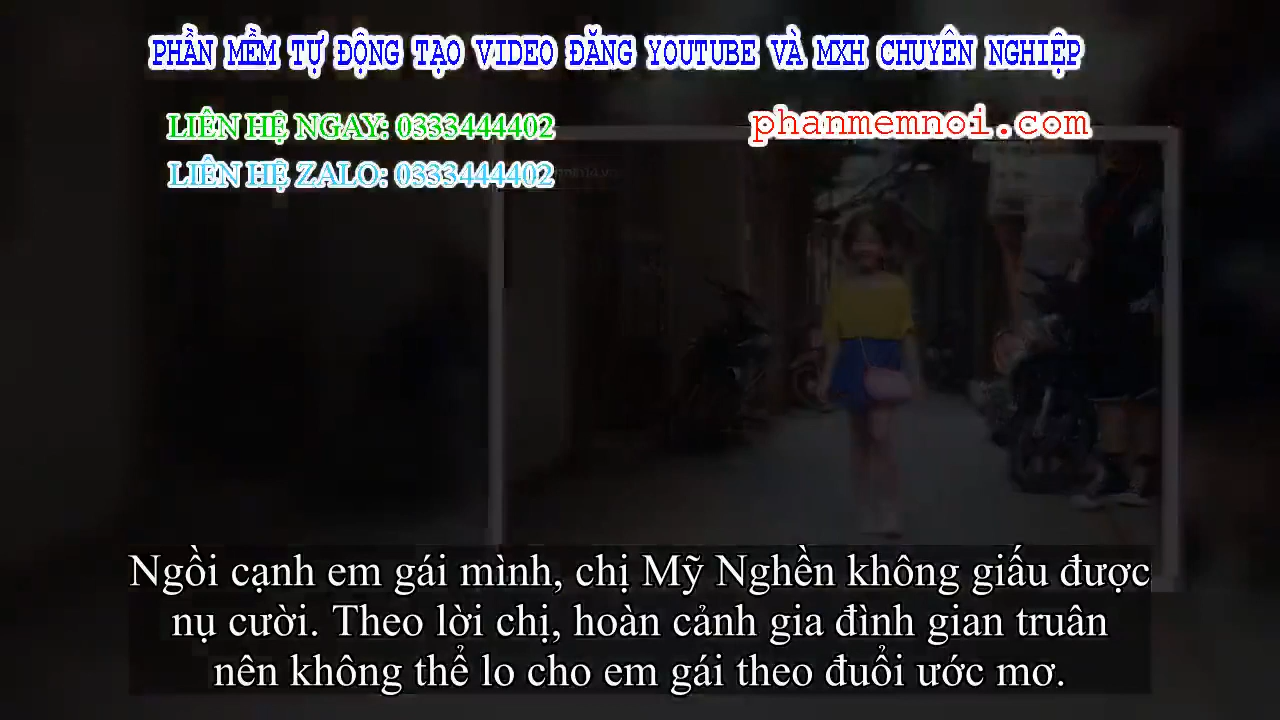 PHẦN MỀM TỰ ĐỘNG TẠO VIDEO ĐĂNG YOUTUBE VÀ MXH CHUYÊN NGHIỆP
LIÊN HỆ NGAY: 0333444402
phanmemnoi.com
LIÊN HỆ ZALO: 0333444402
Ngồi cạnh em gái mình, chị Mỹ Nghền không giấu được
nụ cười. Theo lời chị, hoàn cảnh gia đình gian truân
nên không thể lo cho em gái theo đuổi ước mơ.